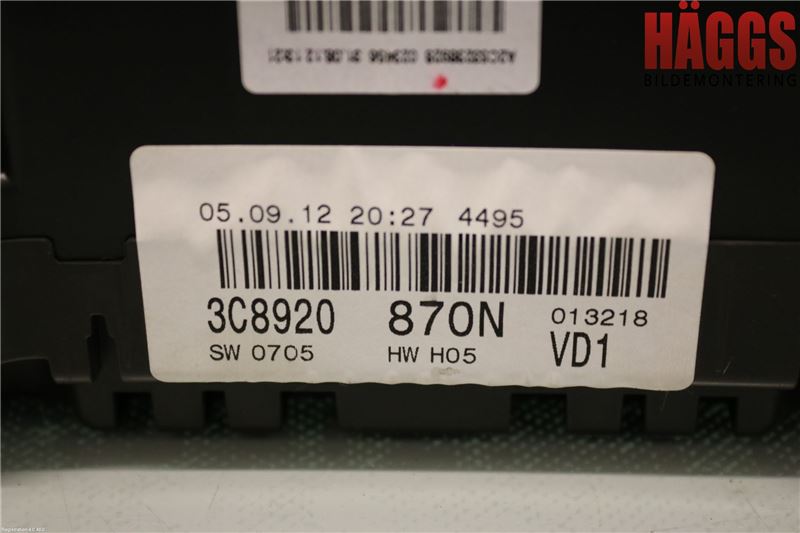 HÄGGS
BILDEMONTERING
05.09.12 20:27 4495
3C8920 870N 013218
SW 0705 HW H05 VD1